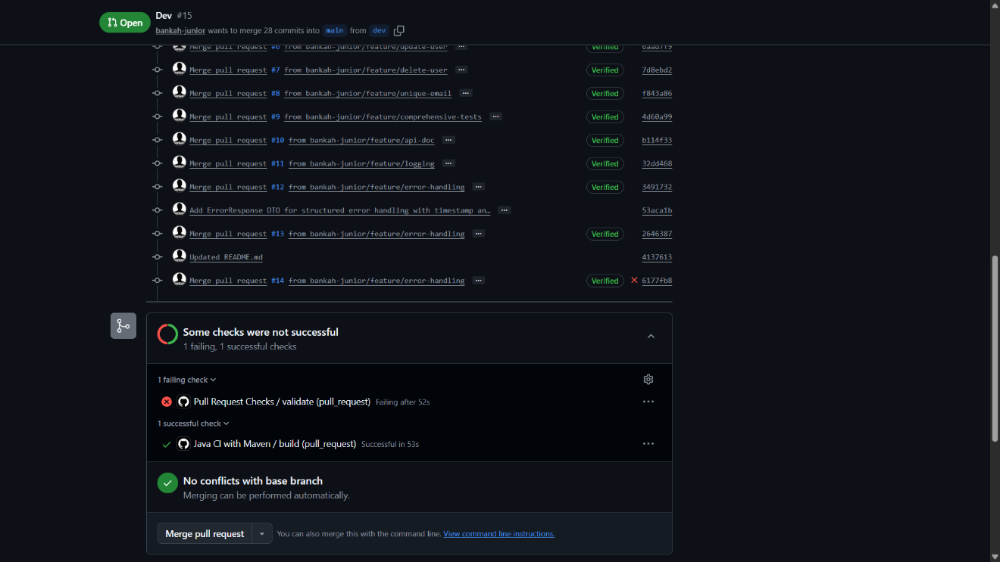 Open
Dev #15
bankah-junior wants to merge 28 commits into main from dev
Merge pull request #6 from bankah-junior/feature/update-user ··· Verified 6aad7f9
Merge pull request #7 from bankah-junior/feature/delete-user ··· Verified 7d8ebd2
Merge pull request #8 from bankah-junior/feature/unique-email ··· Verified f843a86
Merge pull request #9 from bankah-junior/feature/comprehensive-tests ··· Verified 4d60a99
Merge pull request #10 from bankah-junior/feature/api-doc ··· Verified b114f33
Merge pull request #11 from bankah-junior/feature/logging ··· Verified 32dd468
Merge pull request #12 from bankah-junior/feature/error-handling ··· Verified 3491732
Add ErrorResponse DTO for structured error handling with timestamp an… ··· 53aca1b
Merge pull request #13 from bankah-junior/feature/error-handling ··· Verified 2646387
Updated README.md 4137613
Merge pull request #14 from bankah-junior/feature/error-handling ··· Verified 6177fb8
Some checks were not successful
1 failing, 1 successful checks
1 failing check
Pull Request Checks / validate (pull_request) Failing after 52s
1 successful check
Java CI with Maven / build (pull_request) Successful in 53s
No conflicts with base branch
Merging can be performed automatically.
Merge pull request You can also merge this with the command line. View command line instructions.